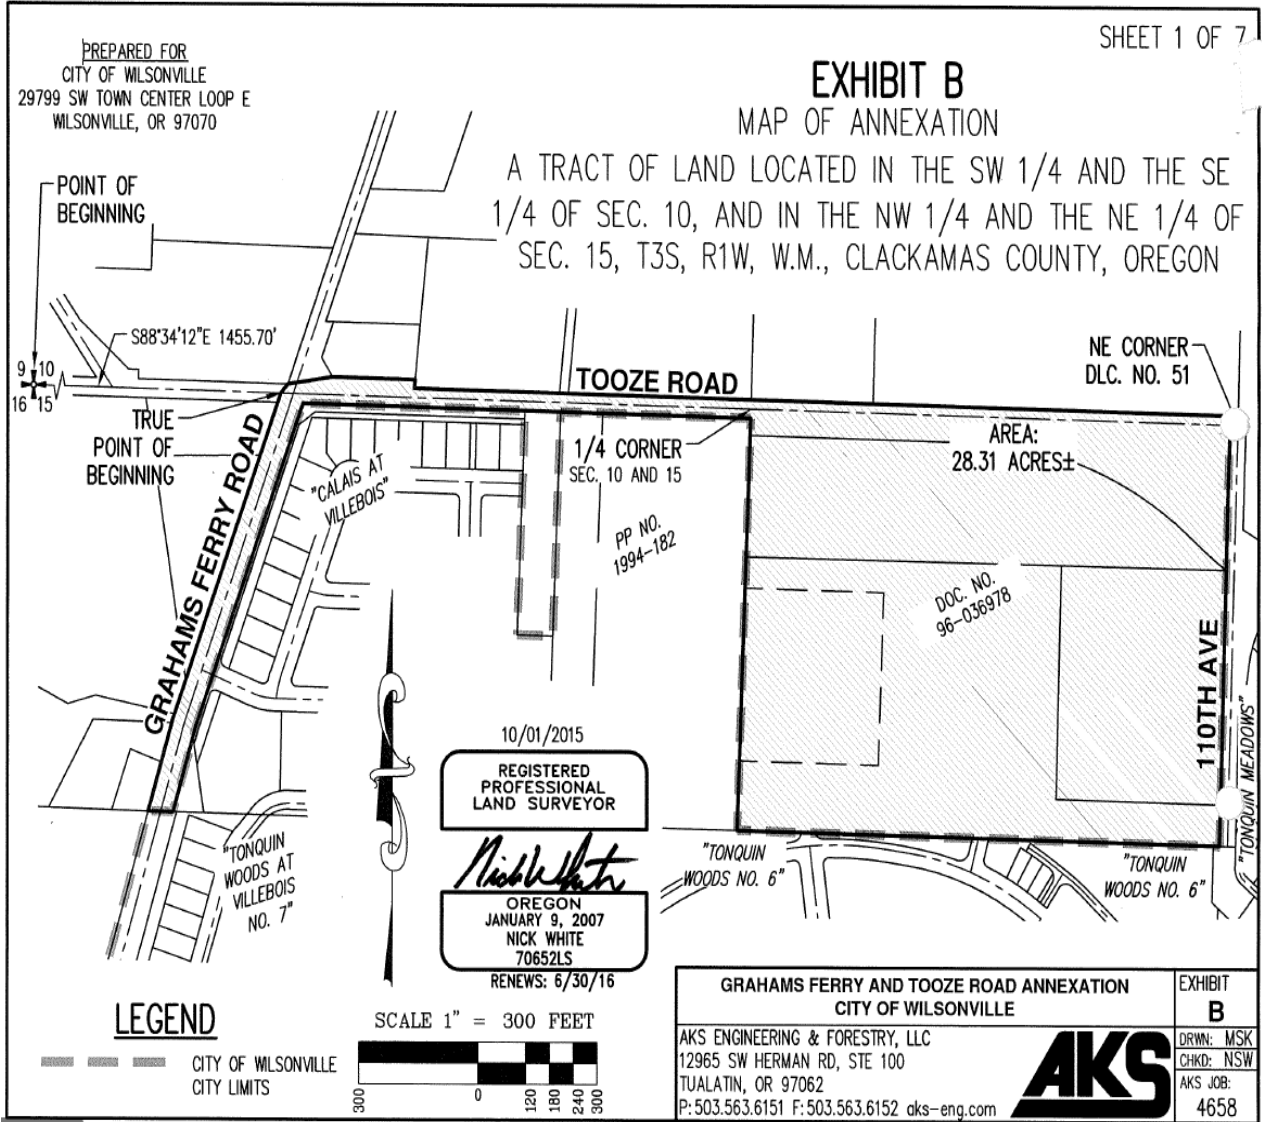 SHEET 1 OF 7
PREPARED FOR
CITY OF WILSONVILLE
29799 SW TOWN CENTER LOOP E
WILSONVILLE, OR 97070
EXHIBIT B
MAP OF ANNEXATION
A TRACT OF LAND LOCATED IN THE SW 1/4 AND THE SE
1/4 OF SEC. 10, AND IN THE NW 1/4 AND THE NE 1/4 OF
SEC. 15, T3S, R1W, W.M., CLACKAMAS COUNTY, OREGON
POINT OF
BEGINNING
S88°34'12"E 1455.70'
9 10
16 15
TRUE
POINT OF
BEGINNING
TOOZE ROAD
NE CORNER
DLC. NO. 51
1/4 CORNER
SEC. 10 AND 15
AREA:
28.31 ACRES±
GRAHAMS FERRY ROAD
"CALAIS AT
VILLEBOIS"
PP NO.
1994-182
DOC. NO.
96-036978
110TH AVE
"TONQUIN MEADOWS"
10/01/2015
REGISTERED
PROFESSIONAL
LAND SURVEYOR
Nick White
OREGON
JANUARY 9, 2007
NICK WHITE
70652LS
RENEWS: 6/30/16
"TONQUIN
WOODS AT
VILLEBOIS
NO. 7"
"TONQUIN
WOODS NO. 6"
"TONQUIN
WOODS NO. 6"
LEGEND
CITY OF WILSONVILLE
CITY LIMITS
SCALE 1" = 300 FEET
300 0 120 180 240 300
GRAHAMS FERRY AND TOOZE ROAD ANNEXATION
CITY OF WILSONVILLE
AKS ENGINEERING & FORESTRY, LLC
12965 SW HERMAN RD, STE 100
TUALATIN, OR 97062
P: 503.563.6151 F: 503.563.6152 aks-eng.com
AKS
EXHIBIT
B
DRWN: MSK
CHKD: NSW
AKS JOB:
4658